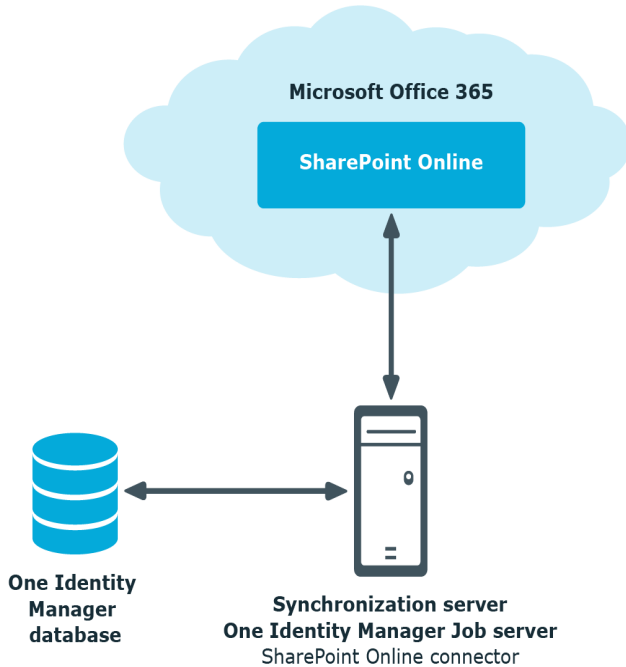 Microsoft Office 365
SharePoint Online
One Identity
Manager
database
Synchronization server
One Identity Manager Job server
SharePoint Online connector